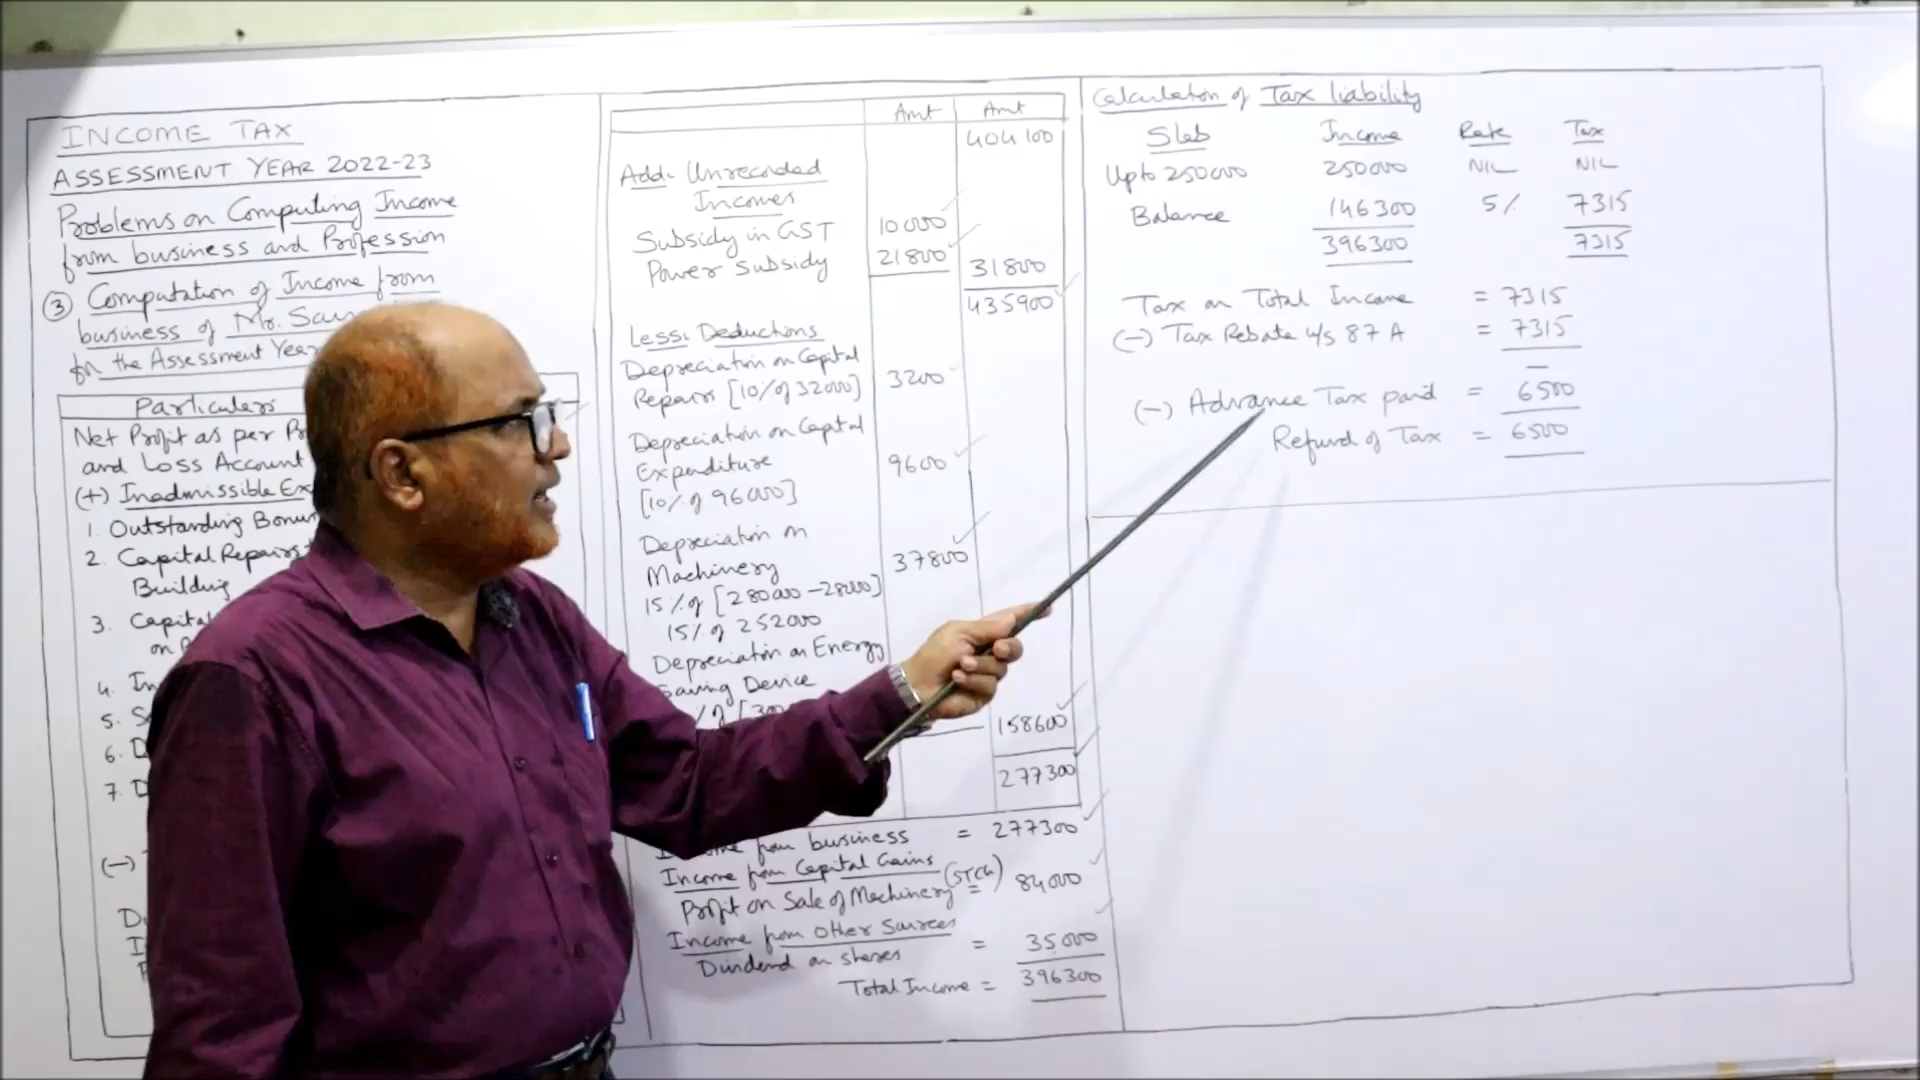 INCOME TAX
ASSESSMENT YEAR 2022-23
Problems on Computing Income
from business and Profession
③ Computation of Income from
business of Mr.
for the Assessment Year
Particulars
Net Profit as per
and Loss Account
(+) Inadmissible
1. Outstanding Bonus
2. Capital Repairs
Building
3. Capital
on
4.
5.
6.
7.
(-)
Amt Amt
404100
Add: Unrecorded
Incomes
Subsidy in GST 10000
Power Subsidy 21800 31800
435900
Less: Deductions
Depreciation on Capital
Repairs [10% of 32000] 3200
Depreciation on Capital
Expenditure 9600
[10% of 96000]
Depreciation on
Machinery 37800
15% of [280000-28000]
15% of 252000
Depreciation on Energy
Saving Device
% of [300
158600
277300
from business = 277300
Income from Capital Gains
Profit on Sale of Machinery (STCG) = 84000
Income from Other Sources
Dividend on shares = 35000
Total Income = 396300
Calculation of Tax liability
Slab Income Rate Tax
Upto 250000 250000 NIL NIL
Balance 146300 5% 7315
396300 7315
Tax on Total Income = 7315
(-) Tax Rebate u/s 87 A = 7315
-
(-) Advance Tax paid = 6500
Refund of Tax = 6500